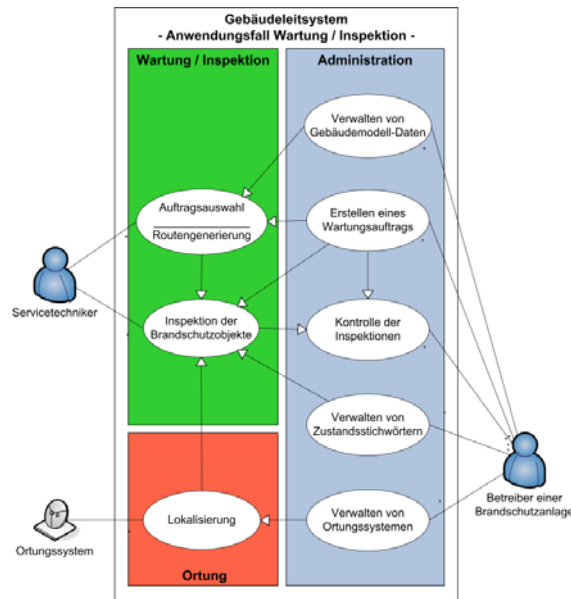 Gebäudeleitsystem
- Anwendungsfall Wartung / Inspektion -
Wartung / Inspektion
Administration
Verwalten von
Gebäudemodell-Daten
Auftragsauswahl
Routengenerierung
Erstellen eines
Wartungsauftrags
Servicetechniker
Inspektion der
Brandschutzobjekte
Kontrolle der
Inspektionen
Verwalten von
Zustandsstichwörtern
Betreiber einer
Brandschutzanlage
Lokalisierung
Verwalten von
Ortungssystemen
Ortungssystem
Ortung